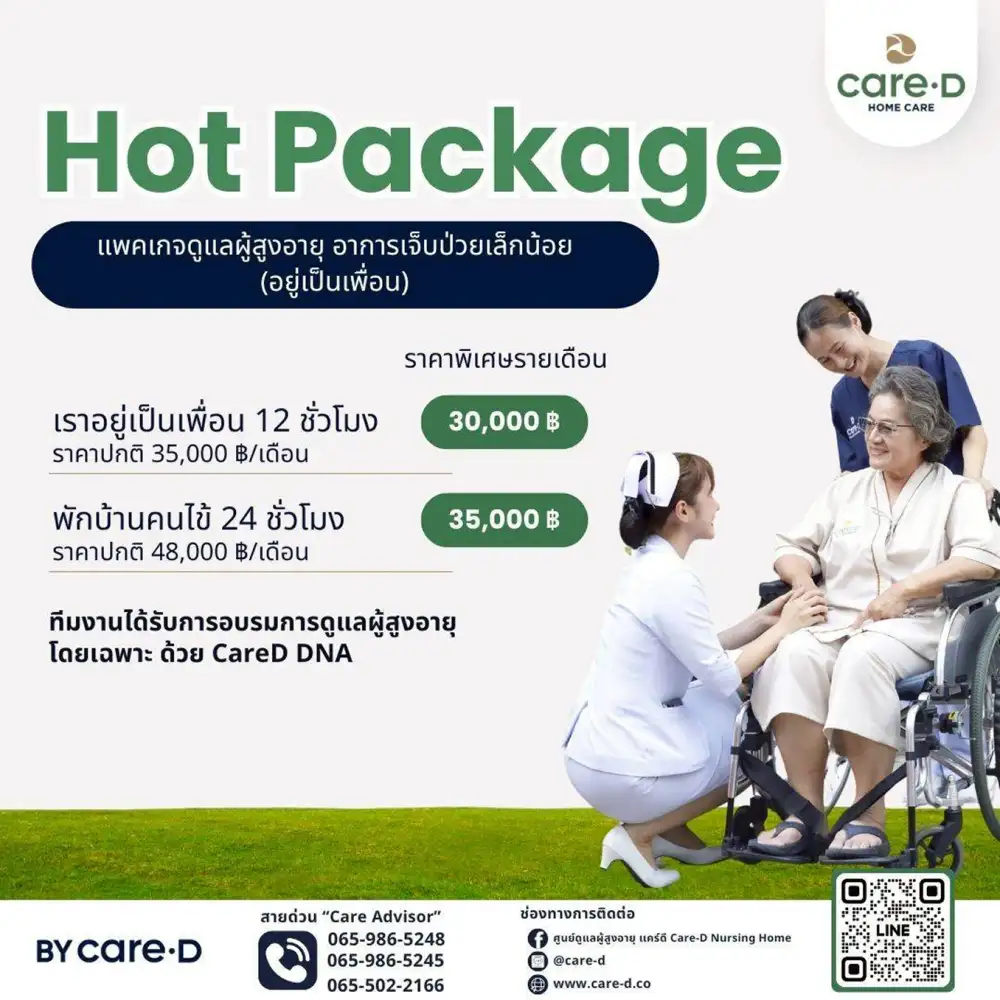 care·D
HOME CARE
Hot Package
แพคเกจดูแลผู้สูงอายุ อาการเจ็บป่วยเล็กน้อย
(อยู่เป็นเพื่อน)
ราคาพิเศษรายเดือน
เราอยู่เป็นเพื่อน 12 ชั่วโมง
30,000 ฿
ราคาปกติ 35,000 ฿/เดือน
พักบ้านคนไข้ 24 ชั่วโมง
35,000 ฿
ราคาปกติ 48,000 ฿/เดือน
ทีมงานได้รับการอบรมการดูแลผู้สูงอายุ
โดยเฉพาะ ด้วย CareD DNA
BY care·D
สายด่วน “Care Advisor”
065-986-5248
065-986-5245
065-502-2166
ช่องทางการติดต่อ
ศูนย์ดูแลผู้สูงอายุ แคร์ดี Care-D Nursing Home
@care-d
www.care-d.co
LINE